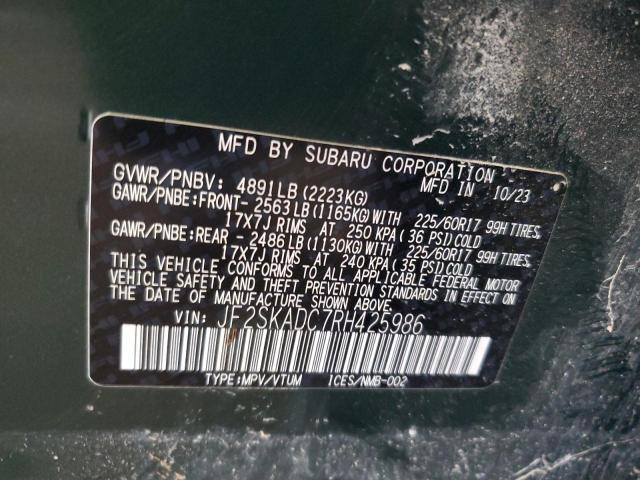 MFD BY SUBARU CORPORATION
GVWR/PNBV: 4891LB (2223KG) MFD IN 10/23
GAWR/PNBE:FRONT- 2563LB(1165KG)WITH 225/60R17 99H TIRES,
17X7J RIMS AT 250 KPA(36 PSI)COLD
GAWR/PNBE:REAR - 2486LB(1130KG)WITH 225/60R17 99H TIRES,
17X7J RIMS AT 240 KPA(35 PSI)COLD
THIS VEHICLE CONFORMS TO ALL APPLICABLE FEDERAL MOTOR
VEHICLE SAFETY AND THEFT PREVENTION STANDARDS IN EFFECT ON
THE DATE OF MANUFACTURE SHOWN ABOVE.
VIN: JF2SKADC7RH425986
TYPE:MPV/VTUM ICES/NMB-002